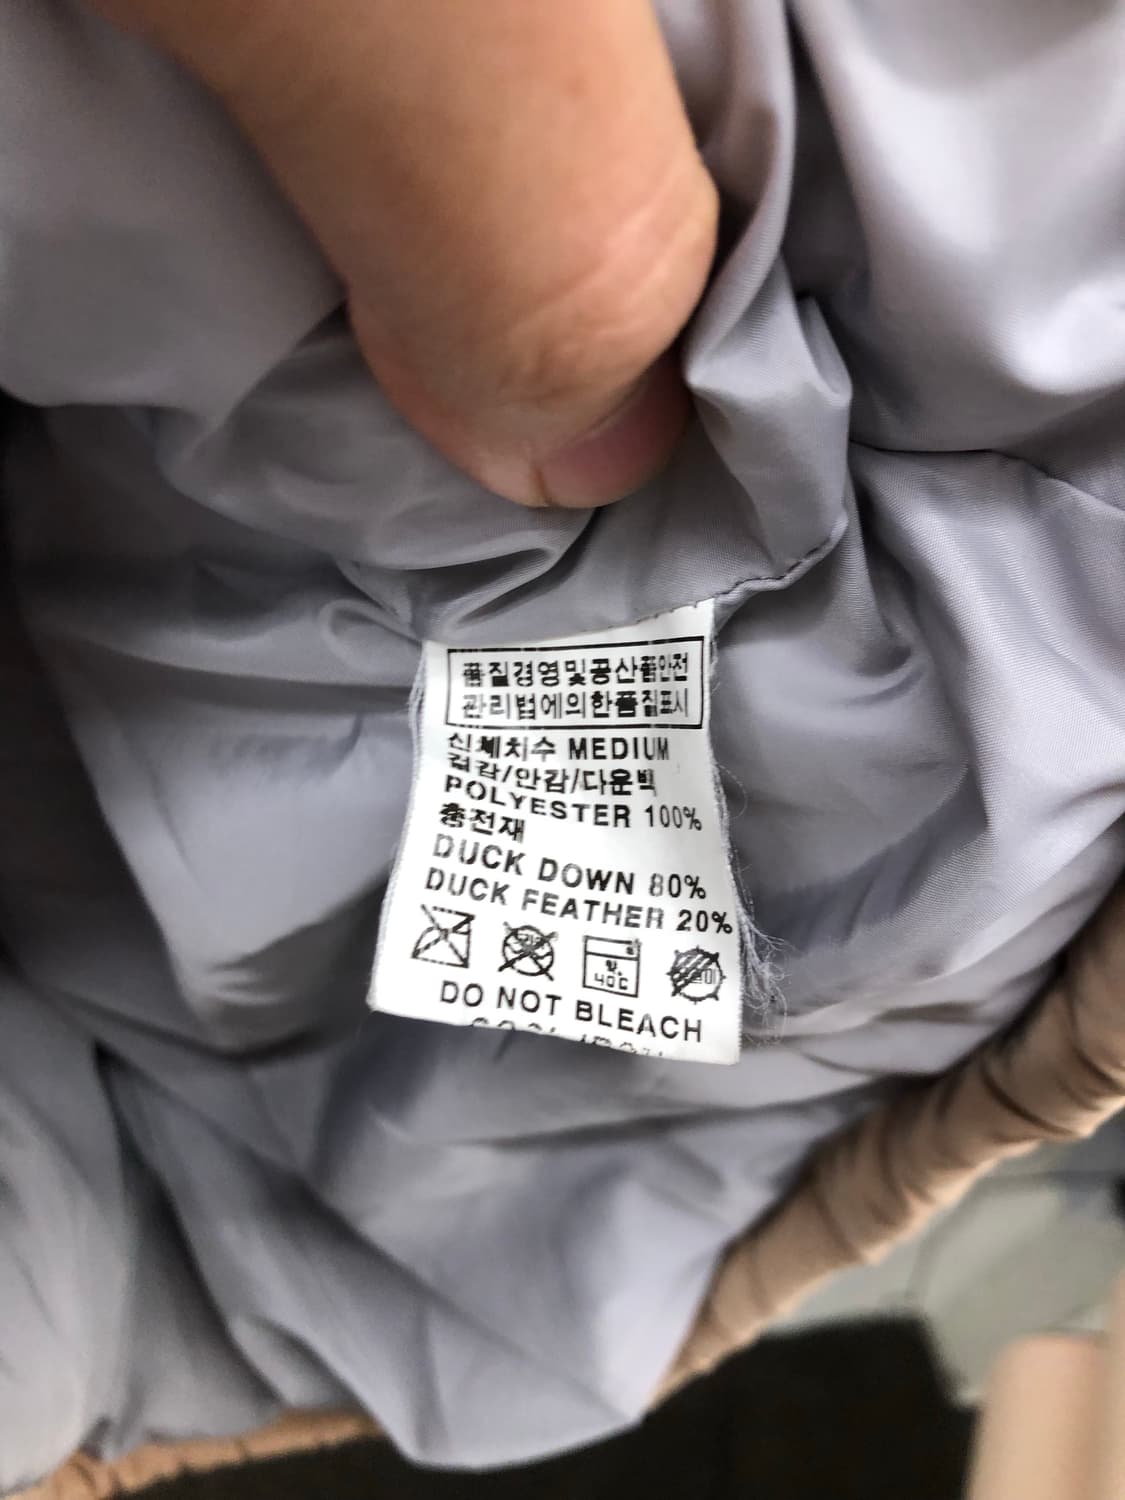 품질경영및공산품안전
관리법에의한품질표시
신체치수 MEDIUM
겉감/안감/다운백
POLYESTER 100%
충전재
DUCK DOWN 80%
DUCK FEATHER 20%
약
40°C
DO NOT BLEACH